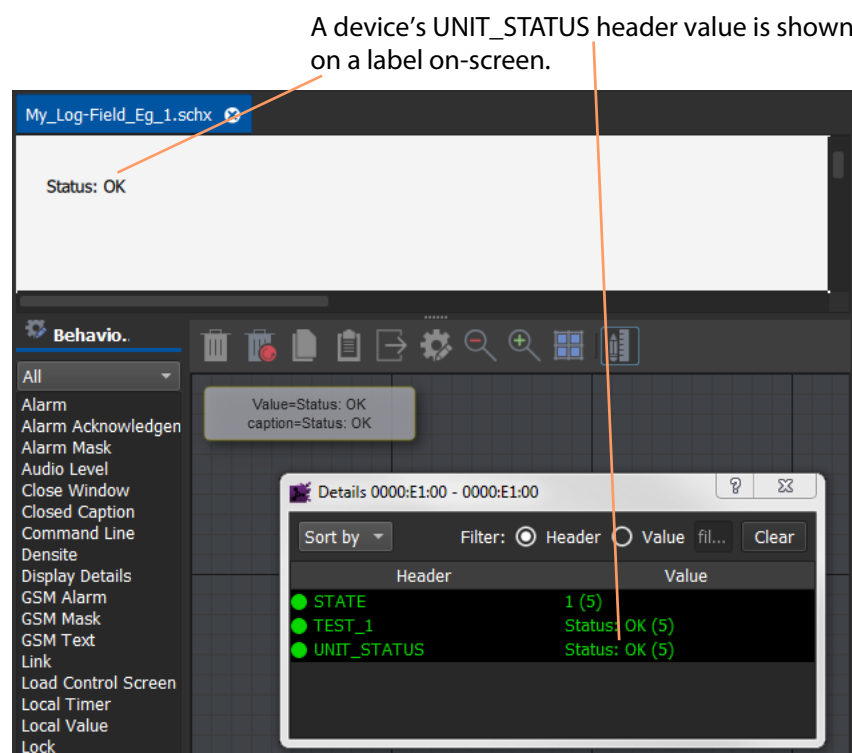 A device's UNIT_STATUS header value is shown
on a label on-screen.
My_Log-Field_Eg_1.schx
Status: OK
Behavio..
All
Alarm
Alarm Acknowledgen
Alarm Mask
Audio Level
Close Window
Closed Caption
Command Line
Densite
Display Details
GSM Alarm
GSM Mask
GSM Text
Link
Load Control Screen
Local Timer
Local Value
Lock
Value=Status: OK
caption=Status: OK
Details 0000:E1:00 - 0000:E1:00
Sort by Filter: Header Value fil... Clear
Header Value
STATE 1 (5)
TEST_1 Status: OK (5)
UNIT_STATUS Status: OK (5)